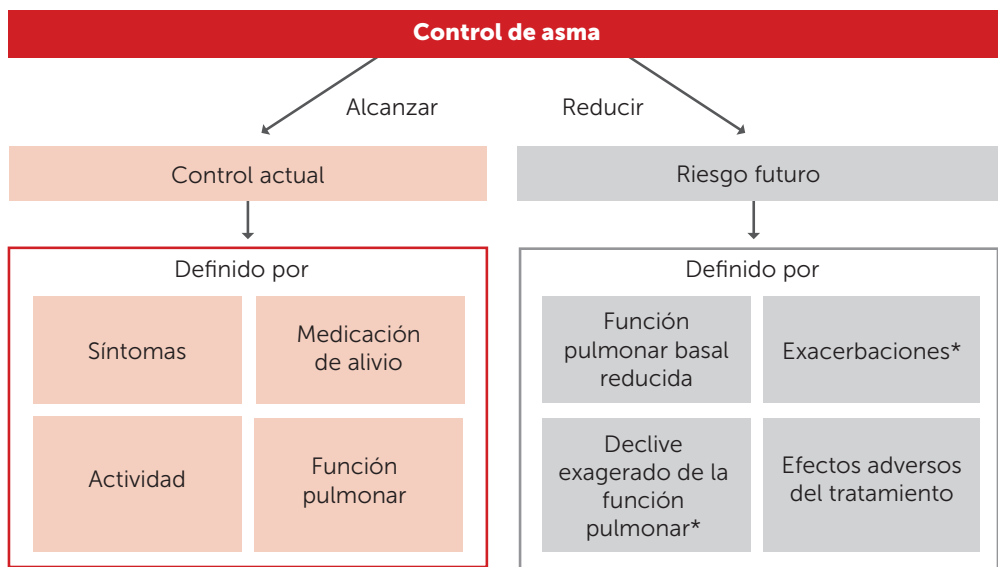 Control de asma
Alcanzar
Reducir
Control actual
Riesgo futuro
Definido por
Síntomas
Medicación
de alivio
Actividad
Función
pulmonar
Definido por
Función
pulmonar basal
reducida
Exacerbaciones*
Declive
exagerado de la
función
pulmonar*
Efectos adversos
del tratamiento